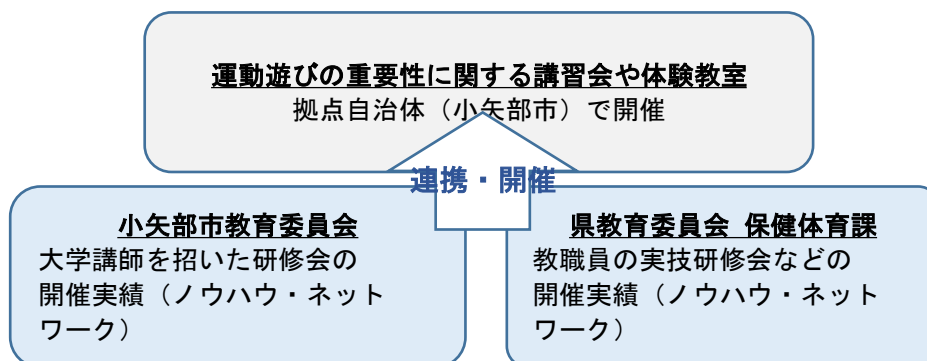 運動遊びの重要性に関する講習会や体験教室
拠点自治体（小矢部市）で開催
連携・開催
小矢部市教育委員会
大学講師を招いた研修会の
開催実績（ノウハウ・ネット
ワーク）
県教育委員会 保健体育課
教職員の実技研修会などの
開催実績（ノウハウ・ネット
ワーク）